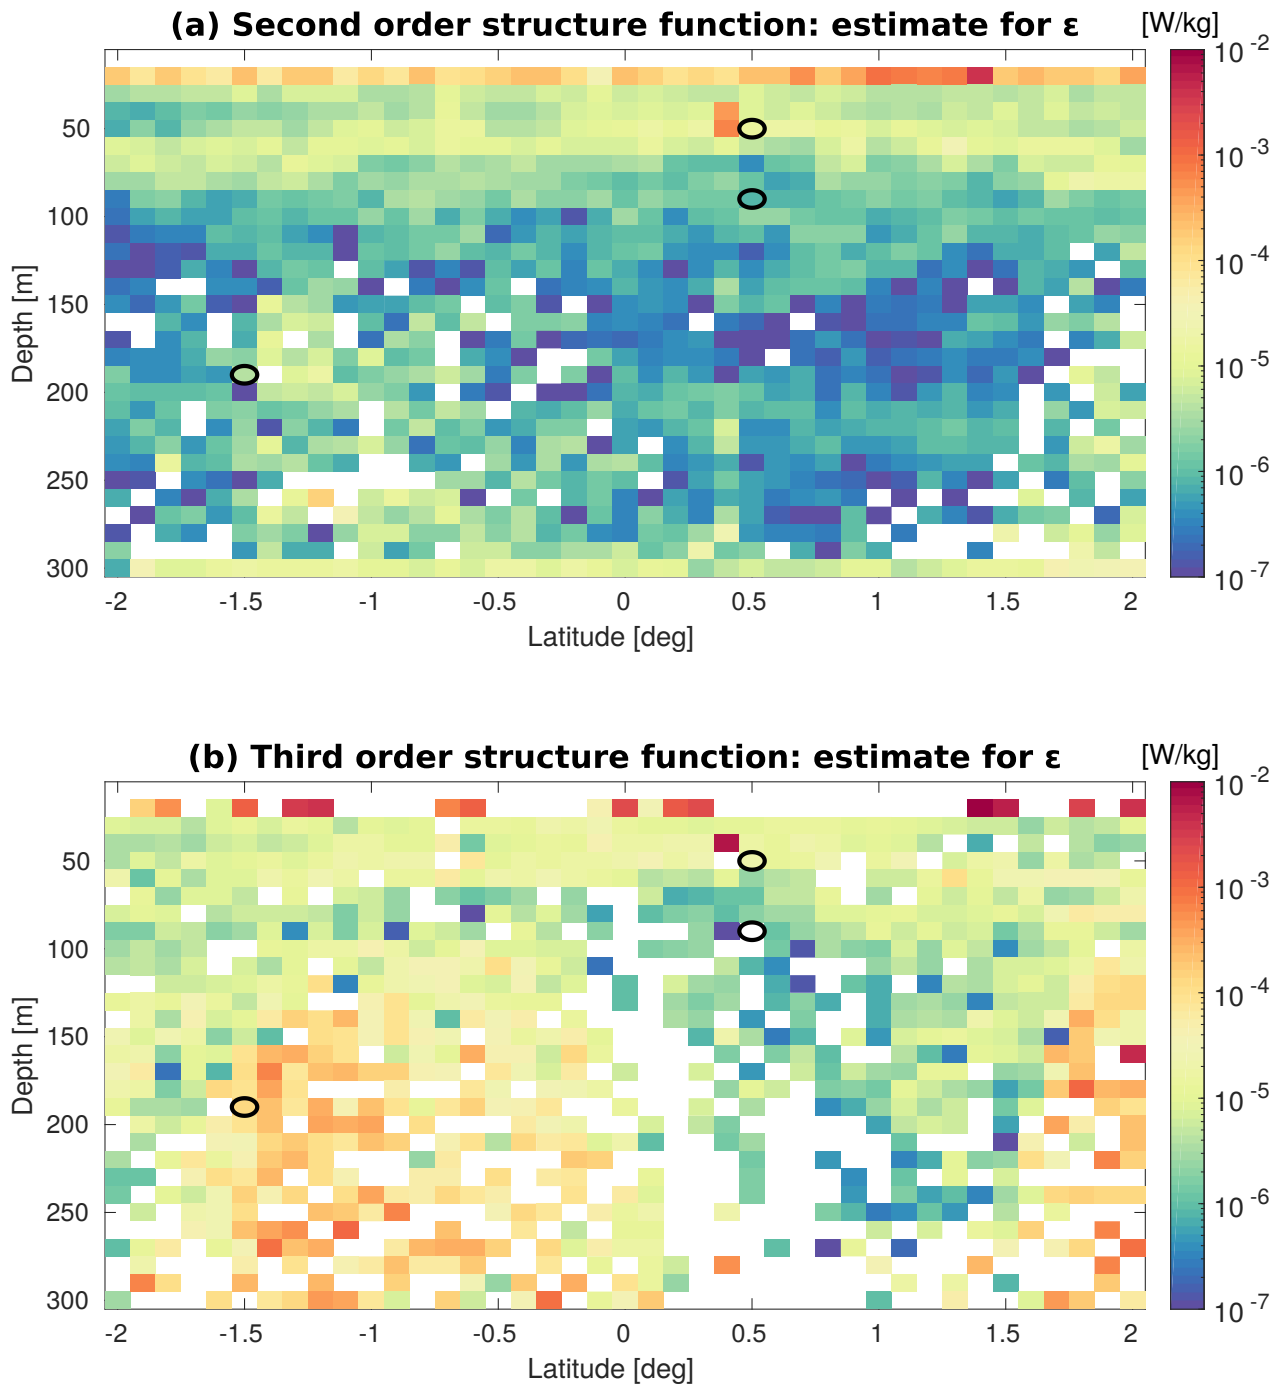 (a) Second order structure function: estimate for ε
[W/kg]
10-2
10-3
10-4
10-5
10-6
10-7
50
100
150
200
250
300
Depth [m]
-2 -1.5 -1 -0.5 0 0.5 1 1.5 2
Latitude [deg]
(b) Third order structure function: estimate for ε
[W/kg]
10-2
10-3
10-4
10-5
10-6
10-7
50
100
150
200
250
300
Depth [m]
-2 -1.5 -1 -0.5 0 0.5 1 1.5 2
Latitude [deg]